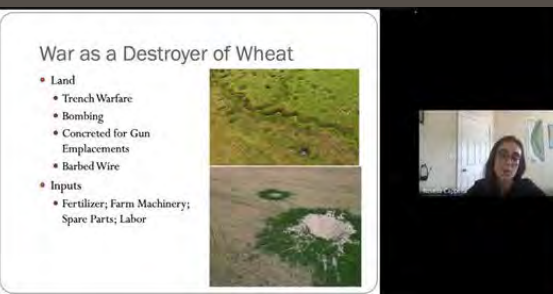 War as a Destroyer of Wheat
Land
Trench Warfare
Bombing
Concreted for Gun
Emplacements
Barbed Wire
Inputs
Fertilizer; Farm Machinery;
Spare Parts; Labor